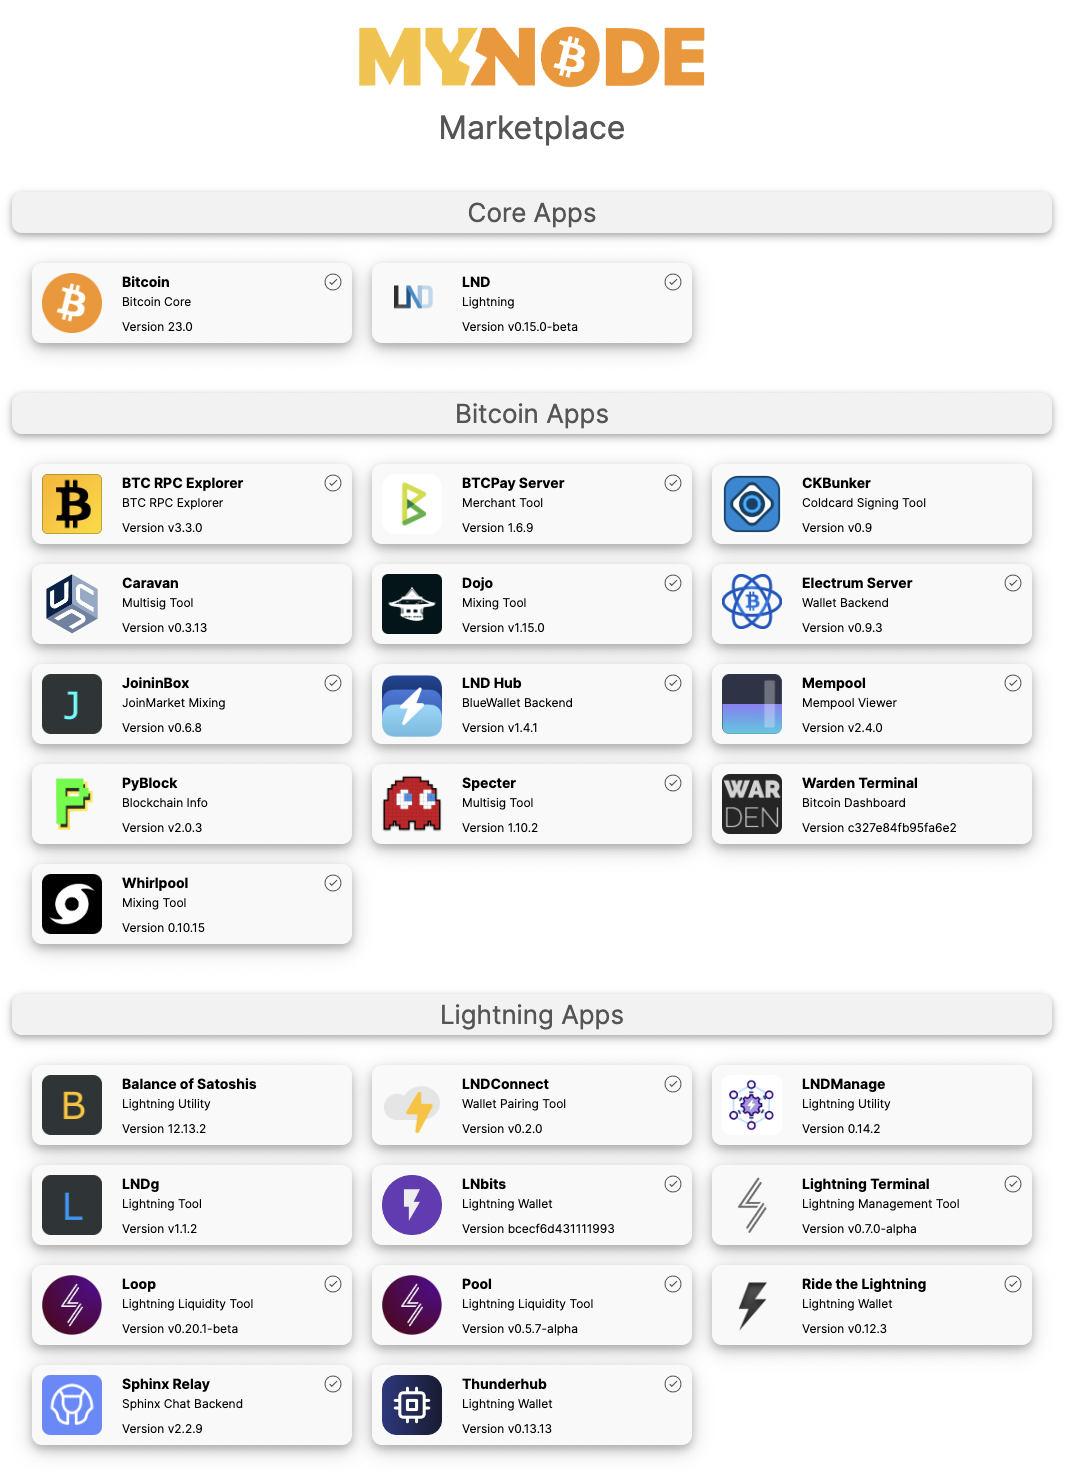 MYNODE
Marketplace
Core Apps
Bitcoin
Bitcoin Core
Version 23.0
LND
LND
Lightning
Version v0.15.0-beta
Bitcoin Apps
BTC RPC Explorer
BTC RPC Explorer
Version v3.3.0
BTCPay Server
Merchant Tool
Version 1.6.9
CKBunker
Coldcard Signing Tool
Version v0.9
Caravan
Multisig Tool
Version v0.3.13
Dojo
Mixing Tool
Version v1.15.0
Electrum Server
Wallet Backend
Version v0.9.3
J
JoininBox
JoinMarket Mixing
Version v0.6.8
LND Hub
BlueWallet Backend
Version v1.4.1
Mempool
Mempool Viewer
Version v2.4.0
P
PyBlock
Blockchain Info
Version v2.0.3
Specter
Multisig Tool
Version 1.10.2
WAR
DEN
Warden Terminal
Bitcoin Dashboard
Version c327e84fb95fa6e2
Whirlpool
Mixing Tool
Version 0.10.15
Lightning Apps
B
Balance of Satoshis
Lightning Utility
Version 12.13.2
LNDConnect
Wallet Pairing Tool
Version v0.2.0
LNDManage
Lightning Utility
Version 0.14.2
L
LNDg
Lightning Tool
Version v1.1.2
LNbits
Lightning Wallet
Version bcecf6d431111993
Lightning Terminal
Lightning Management Tool
Version v0.7.0-alpha
Loop
Lightning Liquidity Tool
Version v0.20.1-beta
Pool
Lightning Liquidity Tool
Version v0.5.7-alpha
Ride the Lightning
Lightning Wallet
Version v0.12.3
Sphinx Relay
Sphinx Chat Backend
Version v2.2.9
Thunderhub
Lightning Wallet
Version v0.13.13